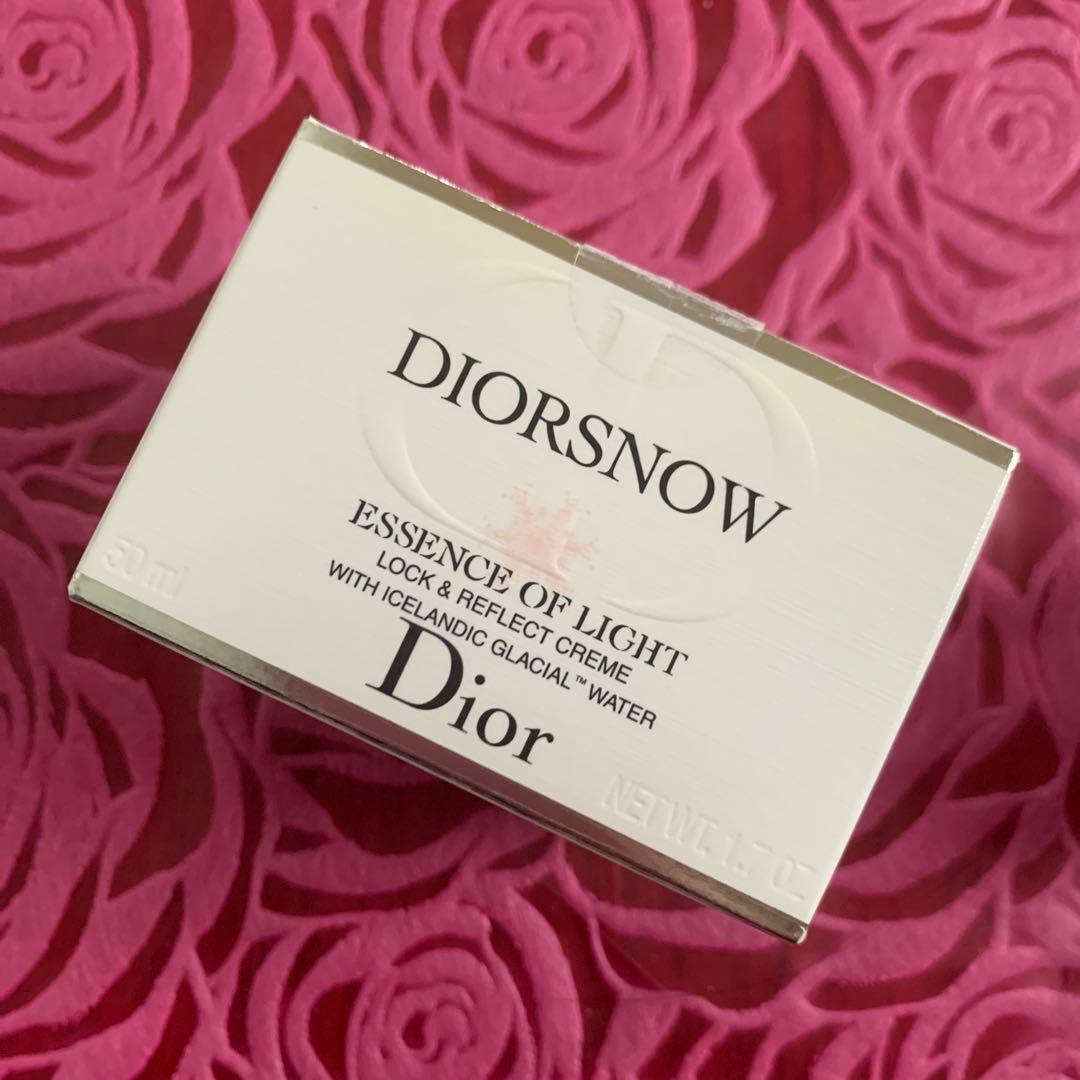 DIORSNOW
ESSENCE OF LIGHT
LOCK & REFLECT CREME
WITH ICELANDIC GLACIAL™ WATER
Dior
50 ml
NET WT. 1.7 OZ